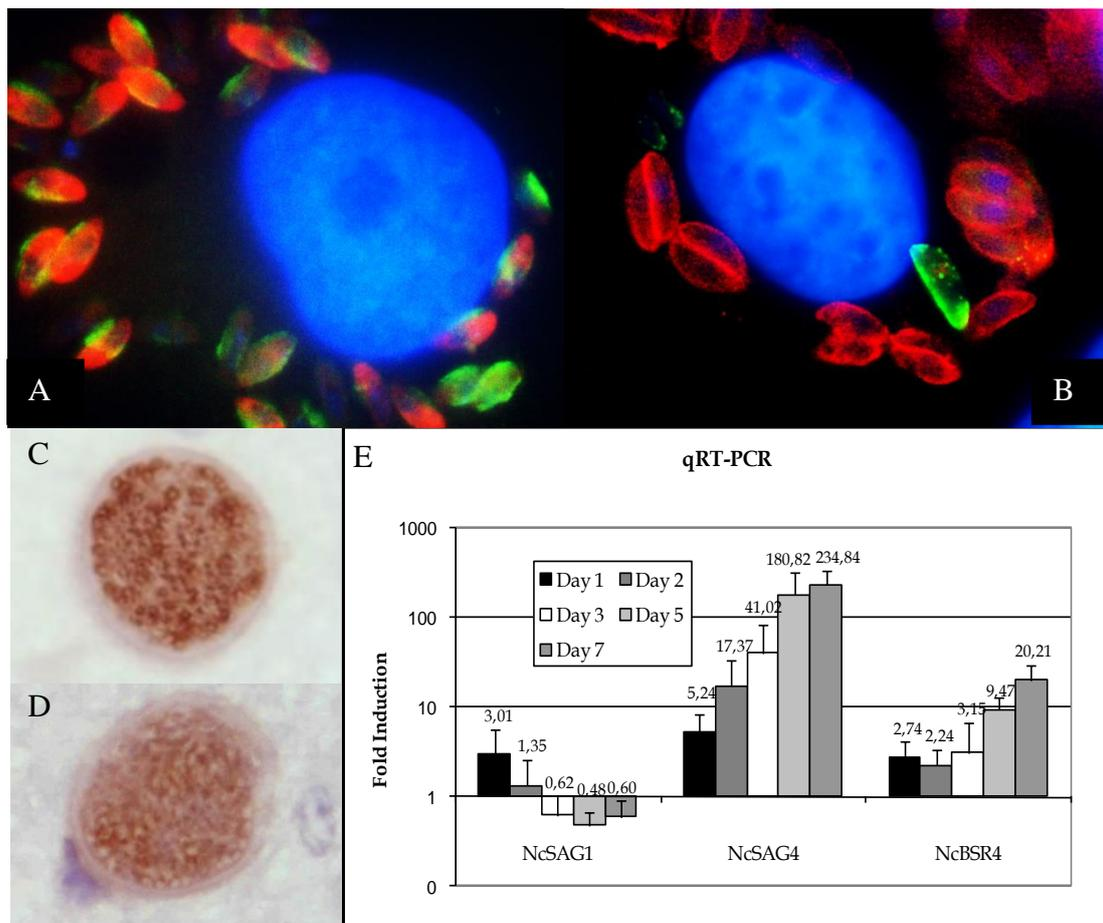 A
B
C
D
E
qRT-PCR
Fold Induction
1000
100
10
1
0
Day 1 Day 2
Day 3 Day 5
Day 7
3,01
1,35
0,62
0,48
0,60
5,24
17,37
41,02
180,82
234,84
2,74
2,24
3,15
9,47
20,21
NcSAG1 NcSAG4 NcBSR4